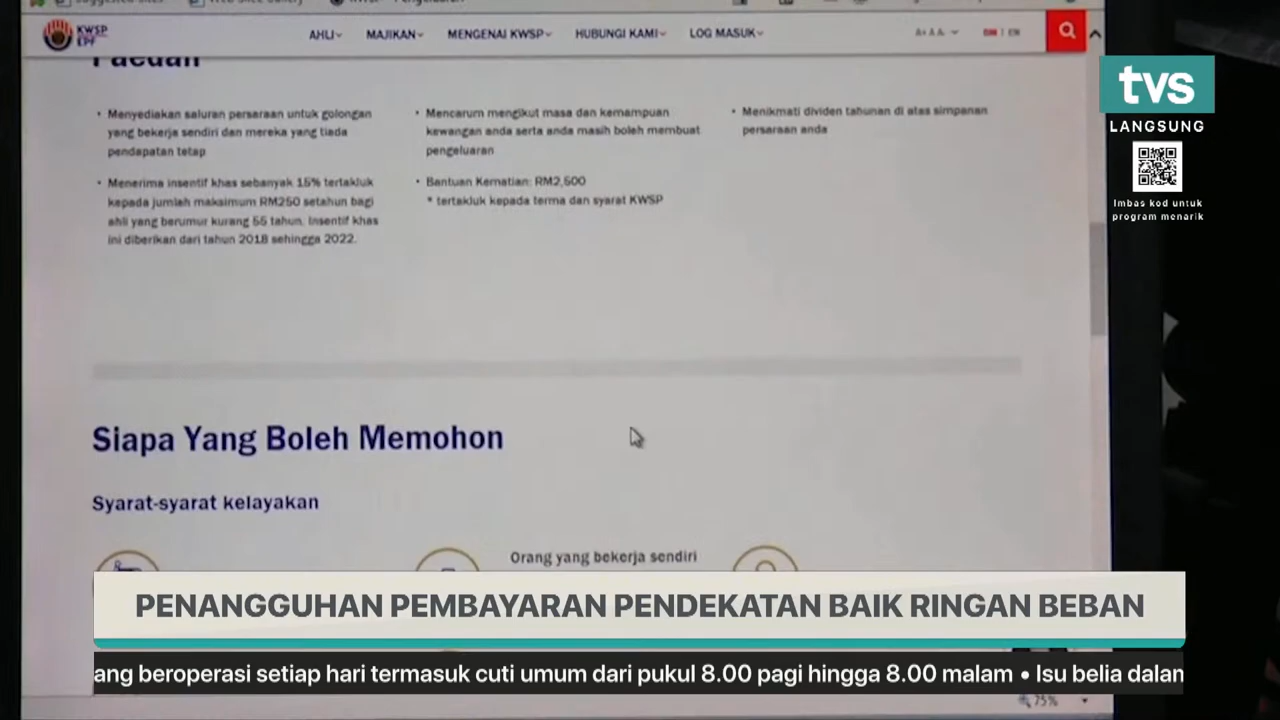 KWSP
EPF
AHLI
MAJIKAN
MENGENAI KWSP
HUBUNGI KAMI
LOG MASUK
EN
tvs
LANGSUNG
Imbas kod untuk
program menarik
Faedah
• Menyediakan saluran persaraan untuk golongan
yang bekerja sendiri dan mereka yang tiada
pendapatan tetap
• Menerima insentif khas sebanyak 15% tertakluk
kepada jumlah maksimum RM250 setahun bagi
ahli yang berumur kurang 55 tahun. Insentif khas
ini diberikan dari tahun 2018 sehingga 2022.
• Mencarum mengikut masa dan kemampuan
kewangan anda serta anda masih boleh membuat
pengeluaran
• Bantuan Kematian: RM2,500
* tertakluk kepada terma dan syarat KWSP
• Menikmati dividen tahunan di atas simpanan
persaraan anda
Siapa Yang Boleh Memohon
Syarat-syarat kelayakan
Orang yang bekerja sendiri
PENANGGUHAN PEMBAYARAN PENDEKATAN BAIK RINGAN BEBAN
ang beroperasi setiap hari termasuk cuti umum dari pukul 8.00 pagi hingga 8.00 malam • Isu belia dalan
75%